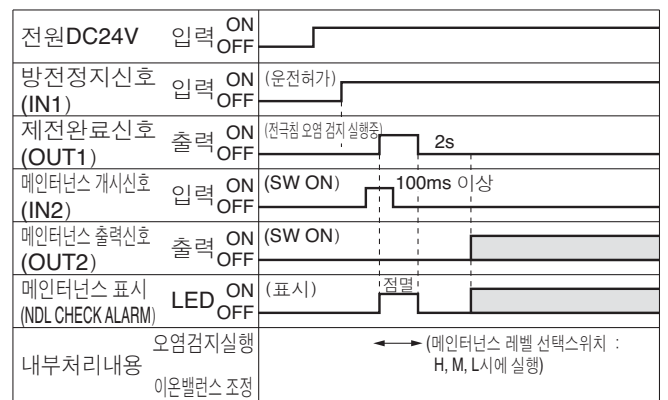 전원DC24V 입력 ON OFF
방전정지신호 (IN1) 입력 ON OFF (운전허가)
제전완료신호 (OUT1) 출력 ON OFF (전극침 오염 검지 실행중) 2s
메인터넌스 개시신호 (IN2) 입력 ON OFF (SW ON) 100ms 이상
메인터넌스 출력신호 (OUT2) 출력 ON OFF (SW ON)
메인터넌스 표시 (NDL CHECK ALARM) LED ON OFF (표시) 점멸
내부처리내용 오염검지실행 이온밸런스 조정 (메인터넌스 레벨 선택스위치 :
H, M, L시에 실행)